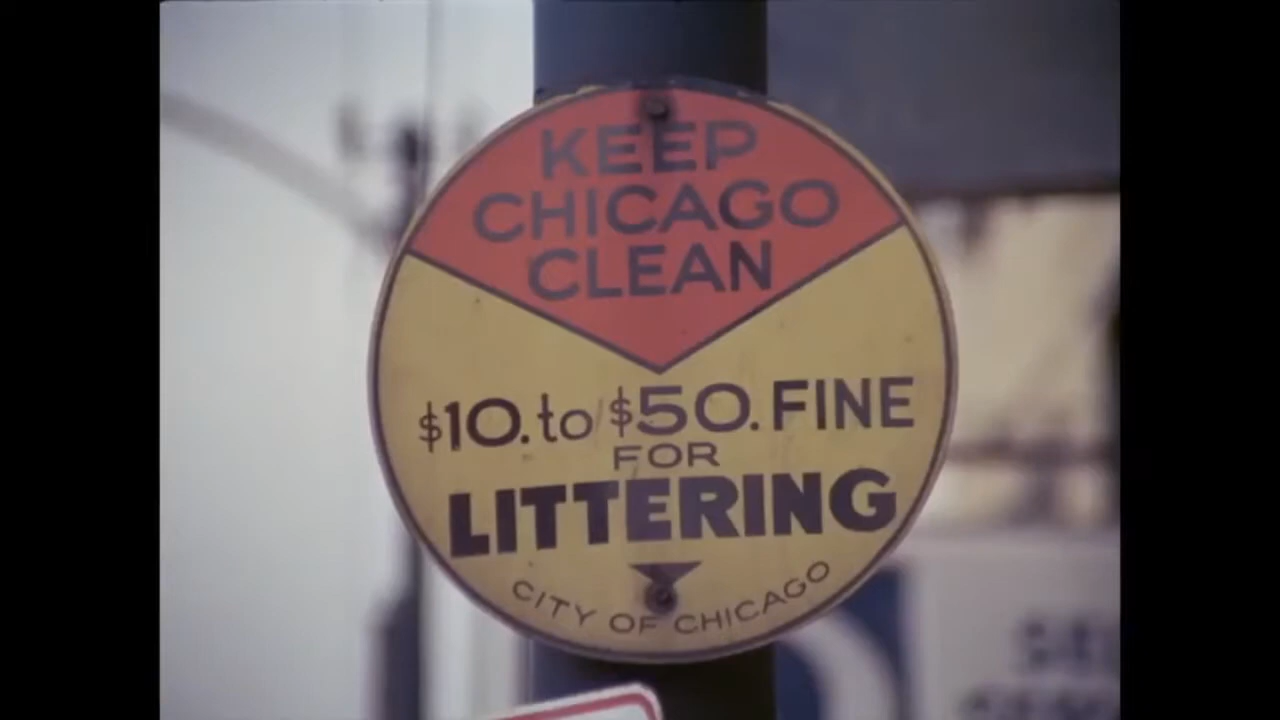 KEEP
CHICAGO
CLEAN
$10. to $50. FINE
FOR
LITTERING
CITY OF CHICAGO